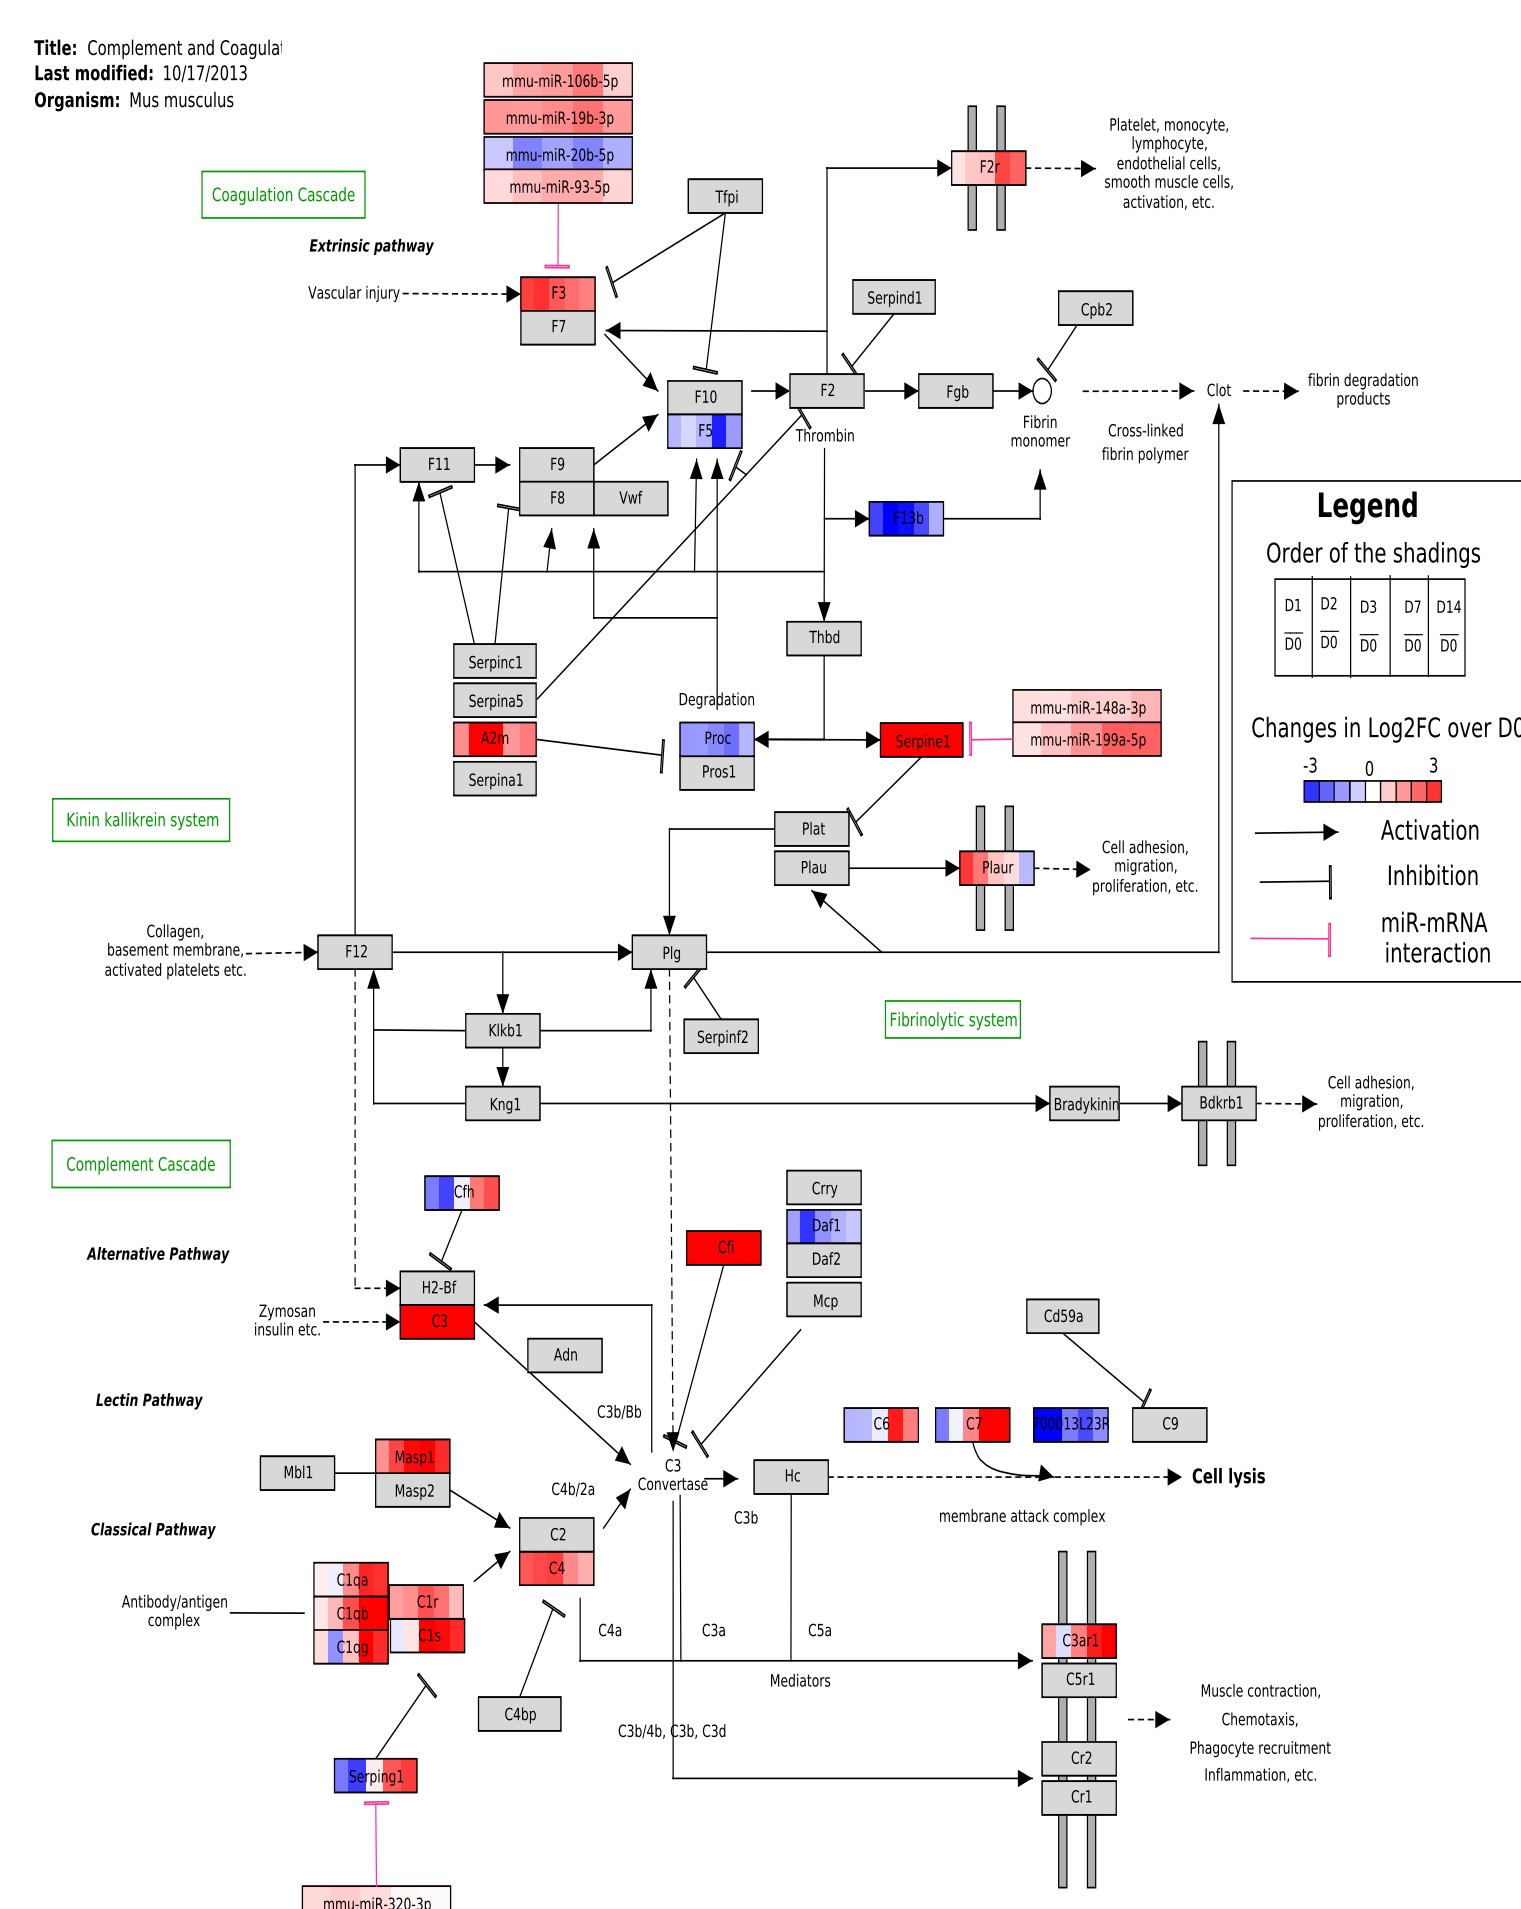 Title: Complement and Coagulat
Last modified: 10/17/2013
Organism: Mus musculus
mmu-miR-106b-5p
mmu-miR-19b-3p
mmu-miR-20b-5p
mmu-miR-93-5p
Coagulation Cascade
Extrinsic pathway
Tfpi
F2r
Platelet, monocyte,
lymphocyte,
endothelial cells,
smooth muscle cells,
activation, etc.
Vascular injury
F3
F7
Serpind1
Cpb2
F10
F5
F2
Thrombin
Fgb
Fibrin
monomer
Cross-linked
fibrin polymer
Clot
fibrin degradation
products
F11
F9
F8
Vwf
F13b
Legend
Order of the shadings
D1
D2
D3
D7
D14
D0
D0
D0
D0
D0
Changes in Log2FC over D0
-3
0
3
Activation
Inhibition
miR-mRNA
interaction
Thbd
Serpinc1
Serpina5
A2m
Serpina1
Degradation
Proc
Pros1
Serpine1
mmu-miR-148a-3p
mmu-miR-199a-5p
Kinin kallikrein system
Plat
Plau
Plaur
Cell adhesion,
migration,
proliferation, etc.
Collagen,
basement membrane,
activated platelets etc.
F12
Plg
Klkb1
Serpinf2
Fibrinolytic system
Kng1
Bradykinin
Bdkrb1
Cell adhesion,
migration,
proliferation, etc.
Complement Cascade
Cfh
Crry
Daf1
Daf2
Mcp
Cfi
Alternative Pathway
H2-Bf
C3
Zymosan
insulin etc.
Adn
Cd59a
Lectin Pathway
C3b/Bb
C6
C7
700013L23R
C9
Mbl1
Masp1
Masp2
C3
Convertase
Hc
Cell lysis
C4b/2a
C3b
membrane attack complex
Classical Pathway
C2
C4
C1qa
C1qb
C1qg
C1r
C1s
Antibody/antigen
complex
C4a
C3a
C5a
Mediators
C3ar1
C5r1
C4bp
C3b/4b, C3b, C3d
Cr2
Cr1
Muscle contraction,
Chemotaxis,
Phagocyte recruitment
Inflammation, etc.
Serping1
mmu-miR-320-3p